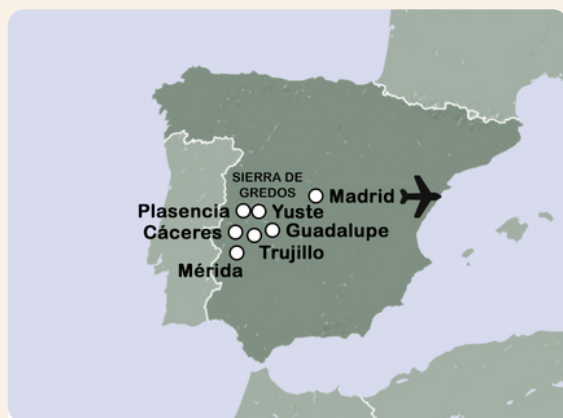 SIERRA DE
GREDOS
Madrid
Plasencia
Yuste
Cáceres
Guadalupe
Trujillo
Mérida